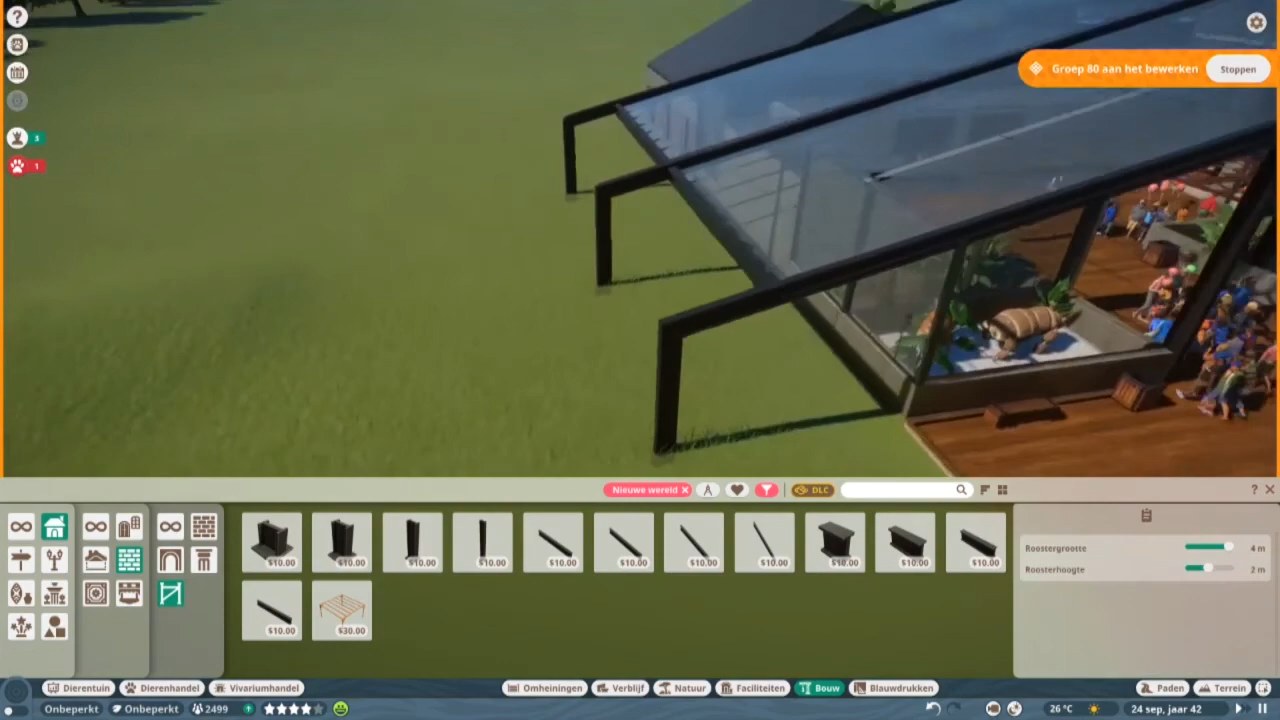 ?
Groep 80 aan het bewerken
Stoppen
3
1
Nieuwe wereld ×
DLC
? ×
$10.00 $10.00 $10.00 $10.00 $10.00 $10.00 $10.00 $10.00 $10.00 $10.00 $10.00
$10.00 $30.00
Roostergrootte 4 m
Roosterhoogte 2 m
Dierentuin Dierenhandel Vivariumhandel Omheiningen Verblijf Natuur Faciliteiten Bouw Blauwdrukken Paden Terrein
Onbeperkt Onbeperkt 2499 26°C 24 sep, jaar 42